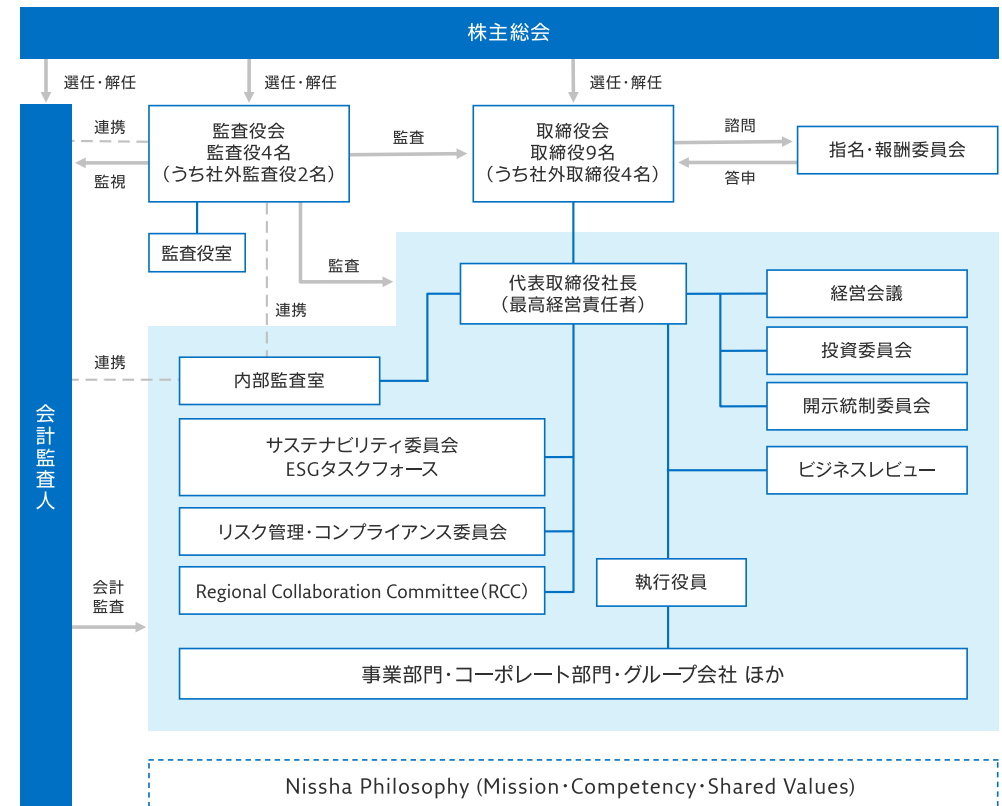 株主総会
選任・解任
選任・解任
選任・解任
連携
監視
監査役会
監査役4名
（うち社外監査役2名）
監査
取締役会
取締役9名
（うち社外取締役4名）
諮問
答申
指名・報酬委員会
監査役室
監査
連携
代表取締役社長
（最高経営責任者）
経営会議
投資委員会
開示統制委員会
ビジネスレビュー
連携
内部監査室
会計監査人
サステナビリティ委員会
ESGタスクフォース
リスク管理・コンプライアンス委員会
Regional Collaboration Committee（RCC）
執行役員
会計
監査
事業部門・コーポレート部門・グループ会社 ほか
Nissha Philosophy (Mission・Competency・Shared Values)